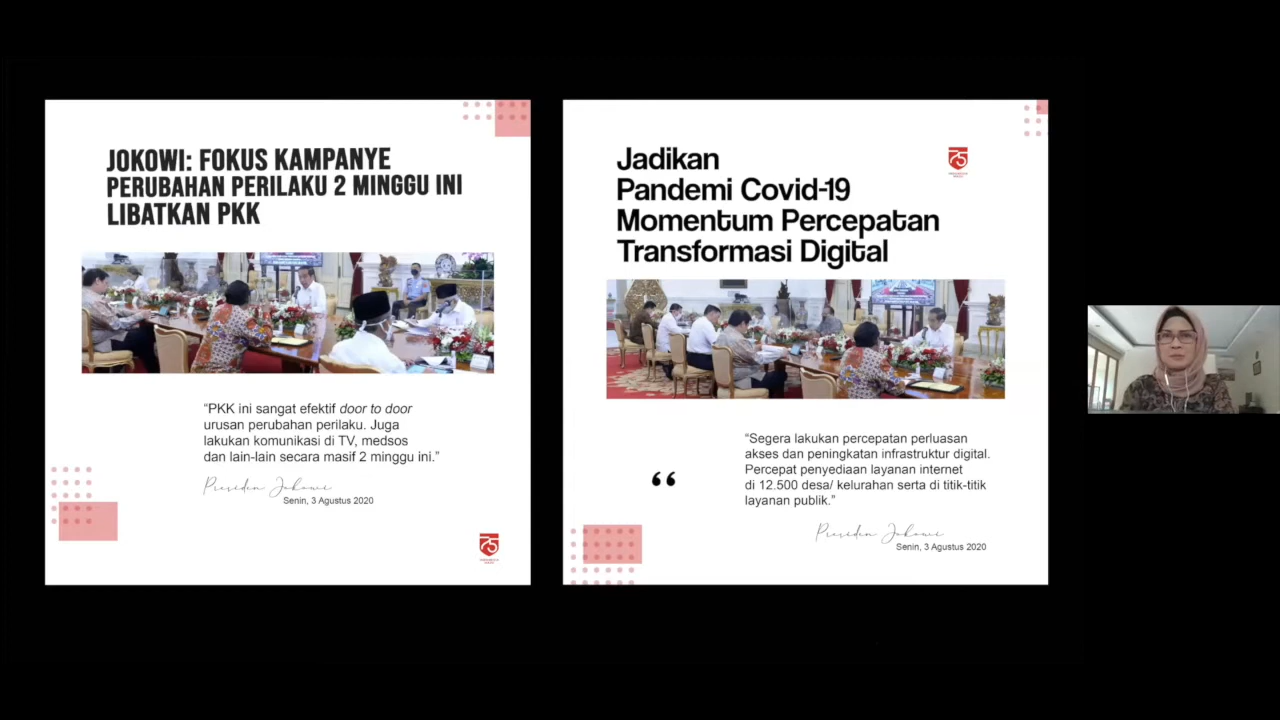 JOKOWI: FOKUS KAMPANYE
PERUBAHAN PERILAKU 2 MINGGU INI
LIBATKAN PKK
“PKK ini sangat efektif door to door
urusan perubahan perilaku. Juga
lakukan komunikasi di TV, medsos
dan lain-lain secara masif 2 minggu ini.”
Presiden Jokowi
Senin, 3 Agustus 2020
75
Jadikan
Pandemi Covid-19
Momentum Percepatan
Transformasi Digital
75
“Segera lakukan percepatan perluasan
akses dan peningkatan infrastruktur digital.
Percepat penyediaan layanan internet
di 12.500 desa/ kelurahan serta di titik-titik
layanan publik.”
Presiden Jokowi
Senin, 3 Agustus 2020